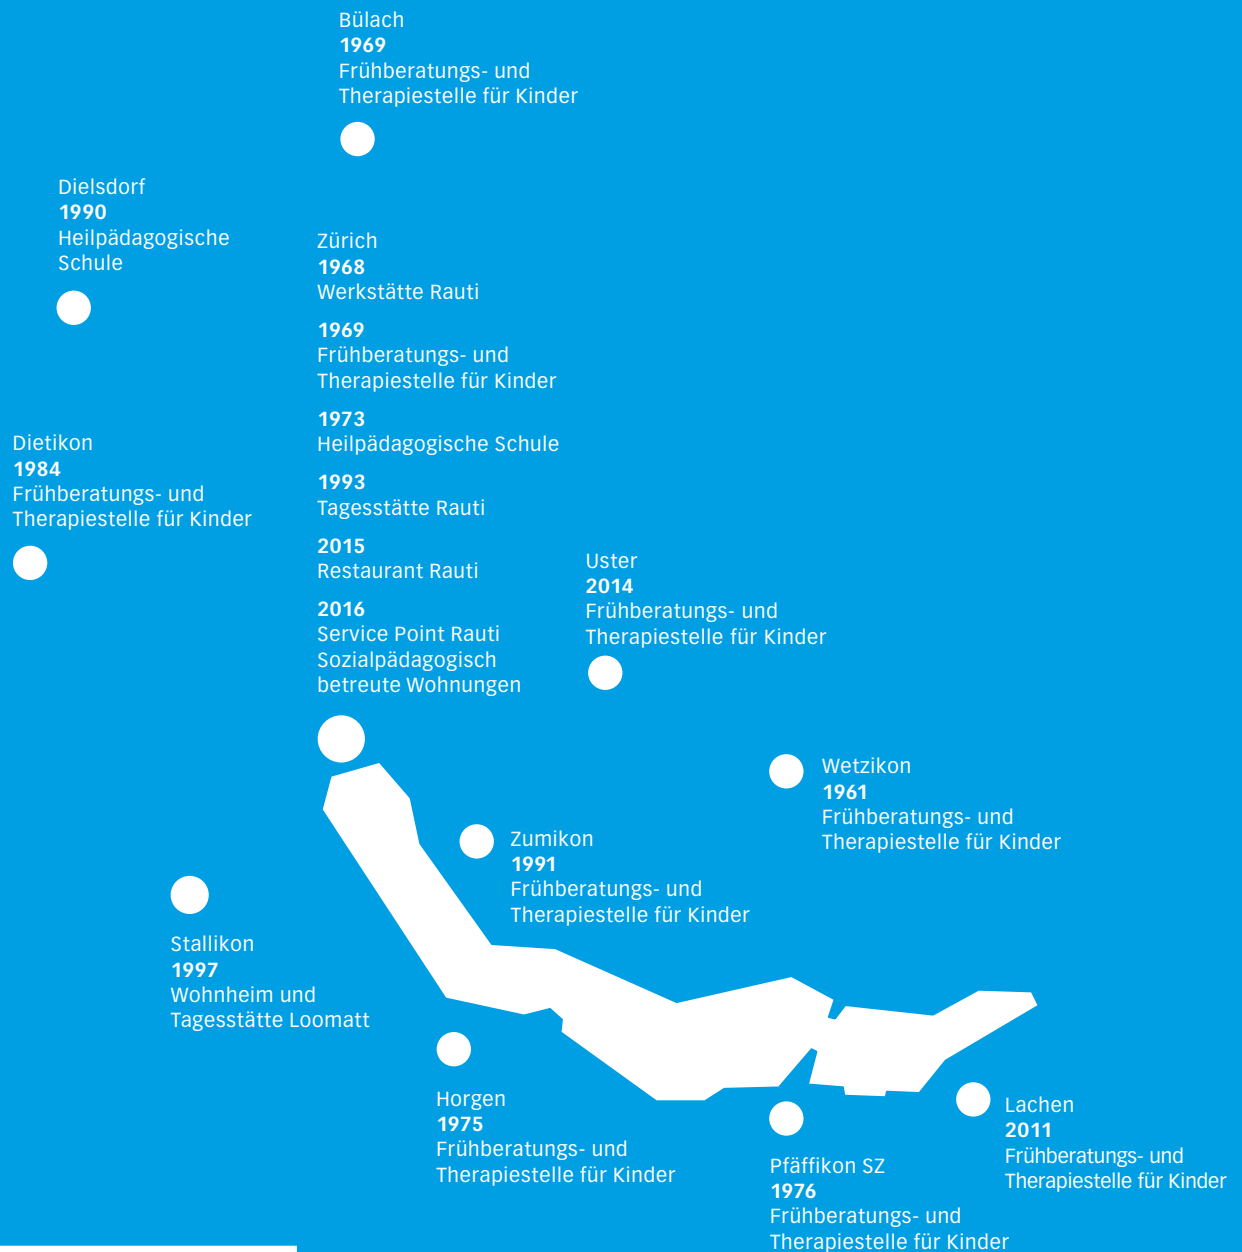 Bülach
1969
Frühberatungs- und
Therapiestelle für Kinder
Dielsdorf
1990
Heilpädagogische
Schule
Zürich
1968
Werkstätte Rauti
1969
Frühberatungs- und
Therapiestelle für Kinder
1973
Heilpädagogische Schule
1993
Tagesstätte Rauti
2015
Restaurant Rauti
2016
Service Point Rauti
Sozialpädagogisch
betreute Wohnungen
Dietikon
1984
Frühberatungs- und
Therapiestelle für Kinder
Uster
2014
Frühberatungs- und
Therapiestelle für Kinder
Wetzikon
1961
Frühberatungs- und
Therapiestelle für Kinder
Zumikon
1991
Frühberatungs- und
Therapiestelle für Kinder
Stallikon
1997
Wohnheim und
Tagesstätte Loomatt
Horgen
1975
Frühberatungs- und
Therapiestelle für Kinder
Pfäffikon SZ
1976
Frühberatungs- und
Therapiestelle für Kinder
Lachen
2011
Frühberatungs- und
Therapiestelle für Kinder